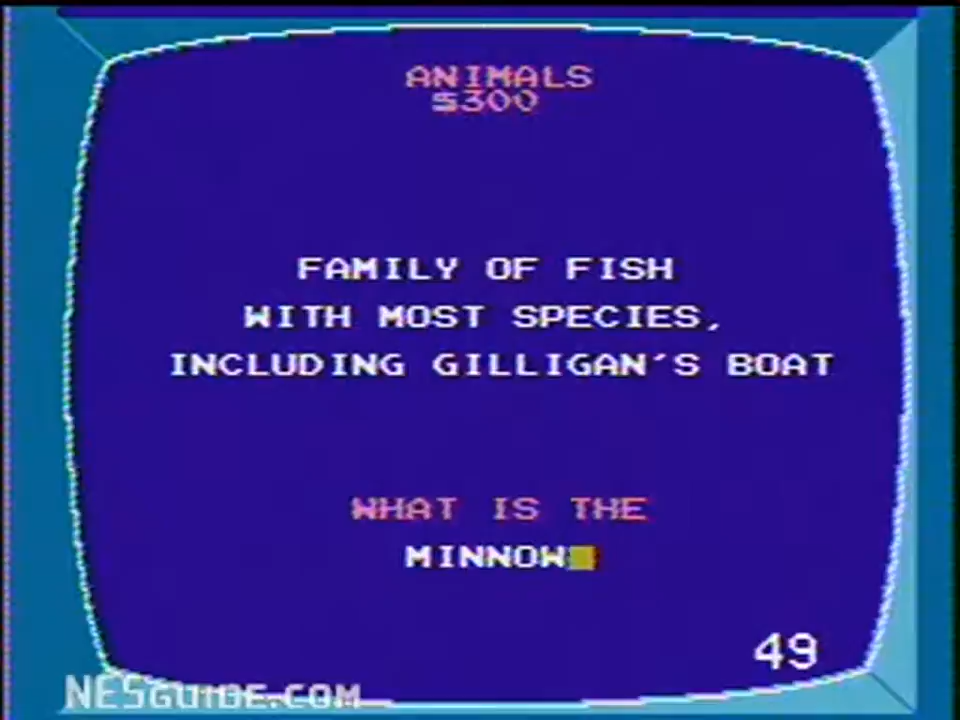 ANIMALS
$300
FAMILY OF FISH
WITH MOST SPECIES,
INCLUDING GILLIGAN'S BOAT
WHAT IS THE
MINNOW
49
NESGUIDE.COM